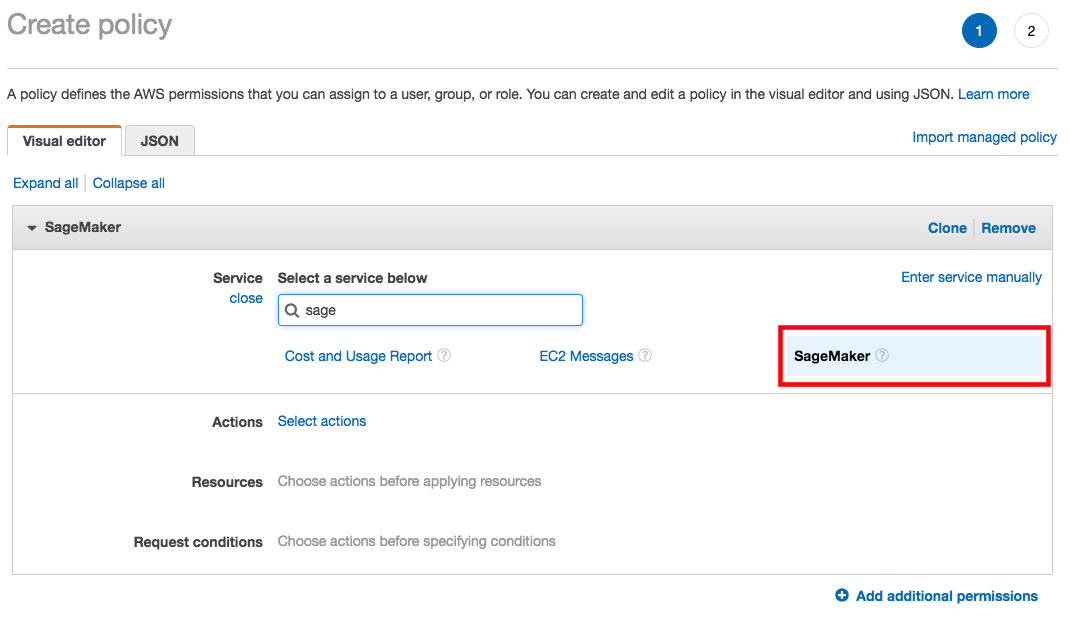 Create policy
1
2
A policy defines the AWS permissions that you can assign to a user, group, or role. You can create and edit a policy in the visual editor and using JSON. Learn more
Visual editor
JSON
Import managed policy
Expand all
Collapse all
SageMaker
Clone
Remove
Service
Select a service below
Enter service manually
close
sage
Cost and Usage Report ?
EC2 Messages ?
SageMaker ?
Actions
Select actions
Resources
Choose actions before applying resources
Request conditions
Choose actions before specifying conditions
Add additional permissions